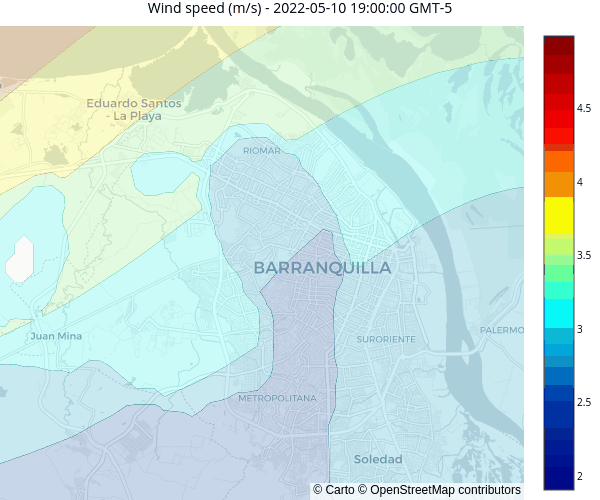 Wind speed (m/s) - 2022-05-10 19:00:00 GMT-5
Eduardo Santos
- La Playa
RIOMAR
BARRANQUILLA
Juan Mina
SURORIENTE
PALERMO
METROPOLITANA
Soledad
4.5
4
3.5
3
2.5
2
© Carto © OpenStreetMap contributors